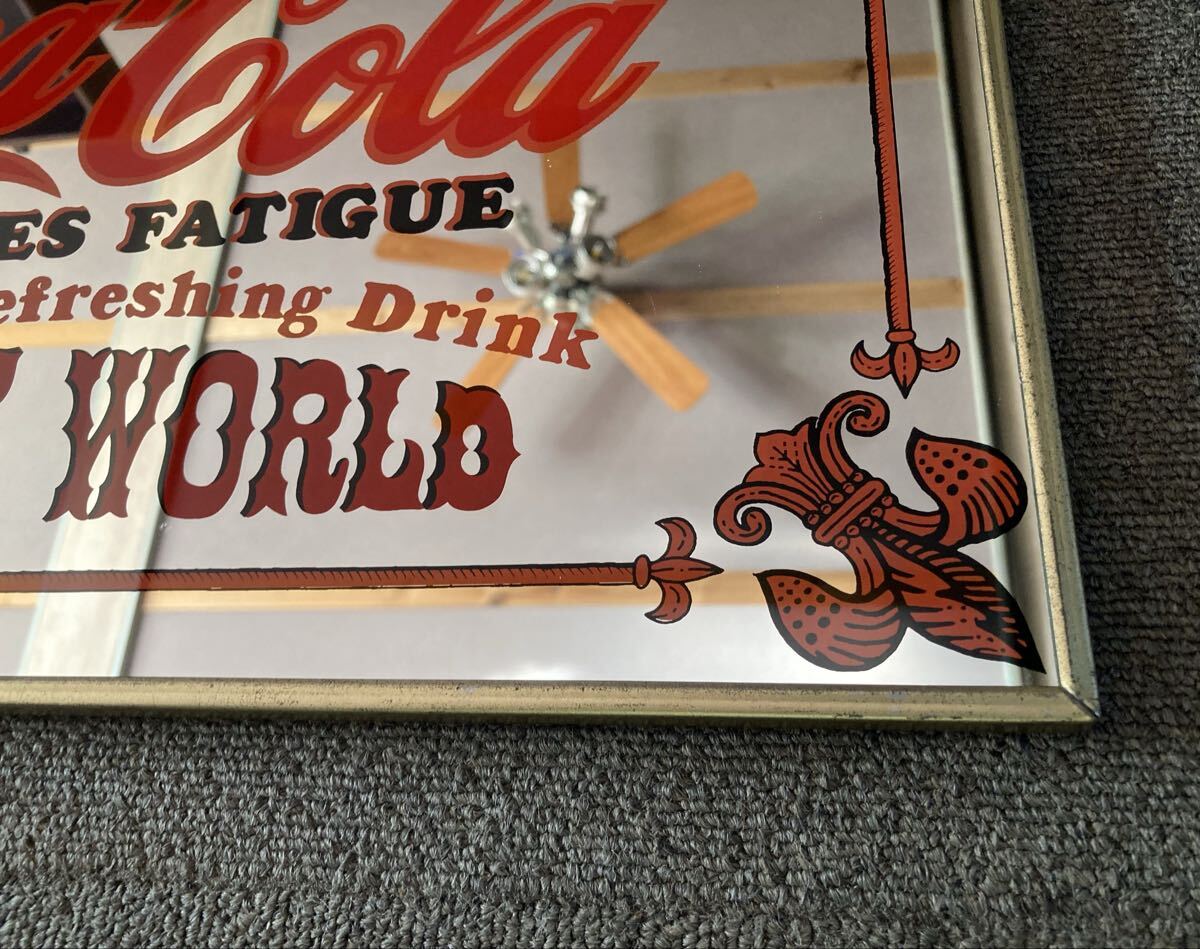 a-Cola
ES FATIGUE
efreshing Drink
WORLD